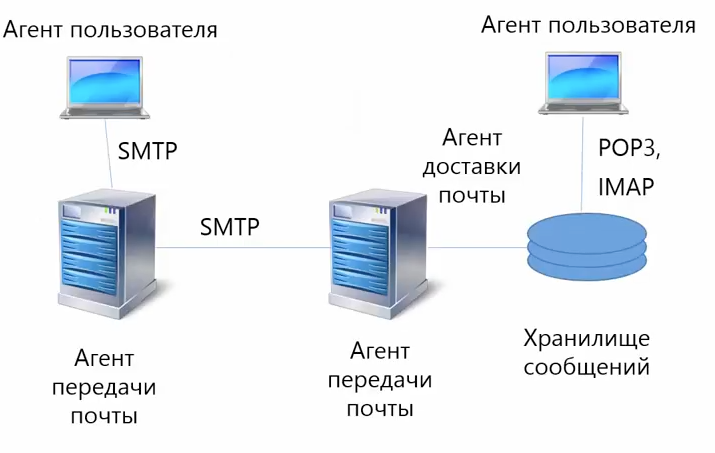 Агент пользователя
Агент пользователя
SMTP
Агент
доставки
почты
POP3,
IMAP
SMTP
Агент
передачи
почты
Агент
передачи
почты
Хранилище
сообщений